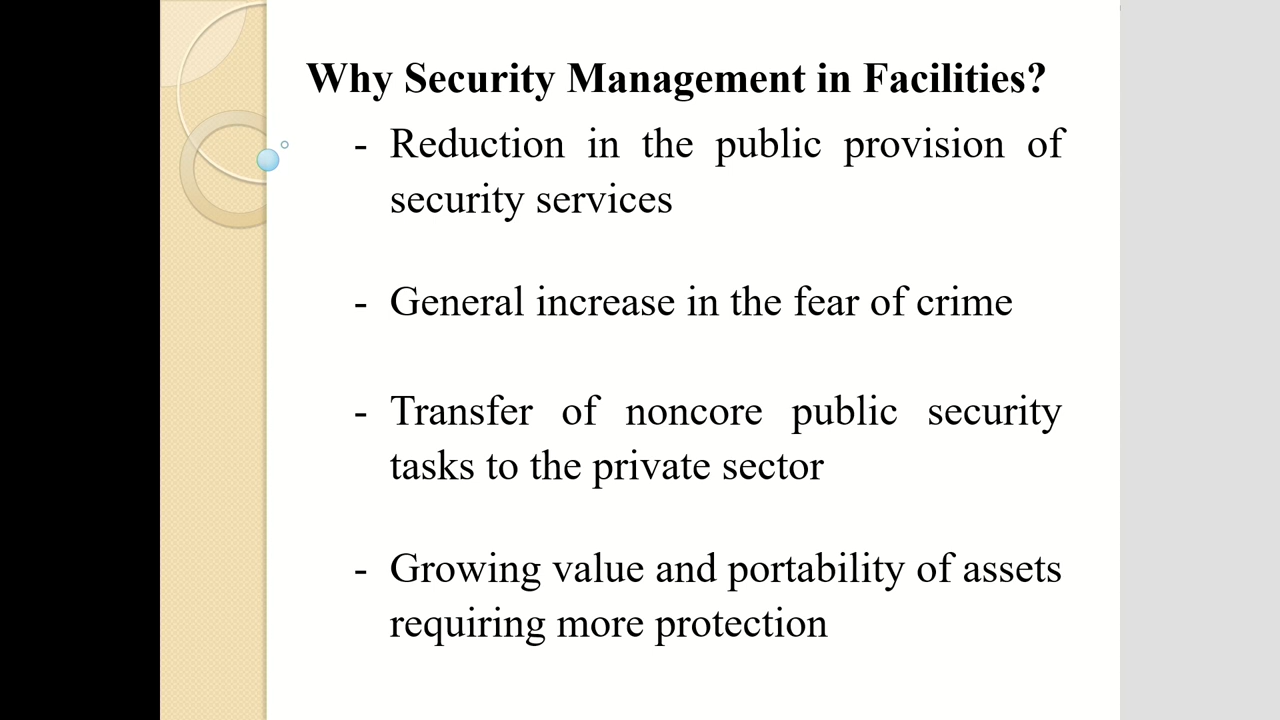 Why Security Management in Facilities?
- Reduction in the public provision of
security services
- General increase in the fear of crime
- Transfer of noncore public security
tasks to the private sector
- Growing value and portability of assets
requiring more protection